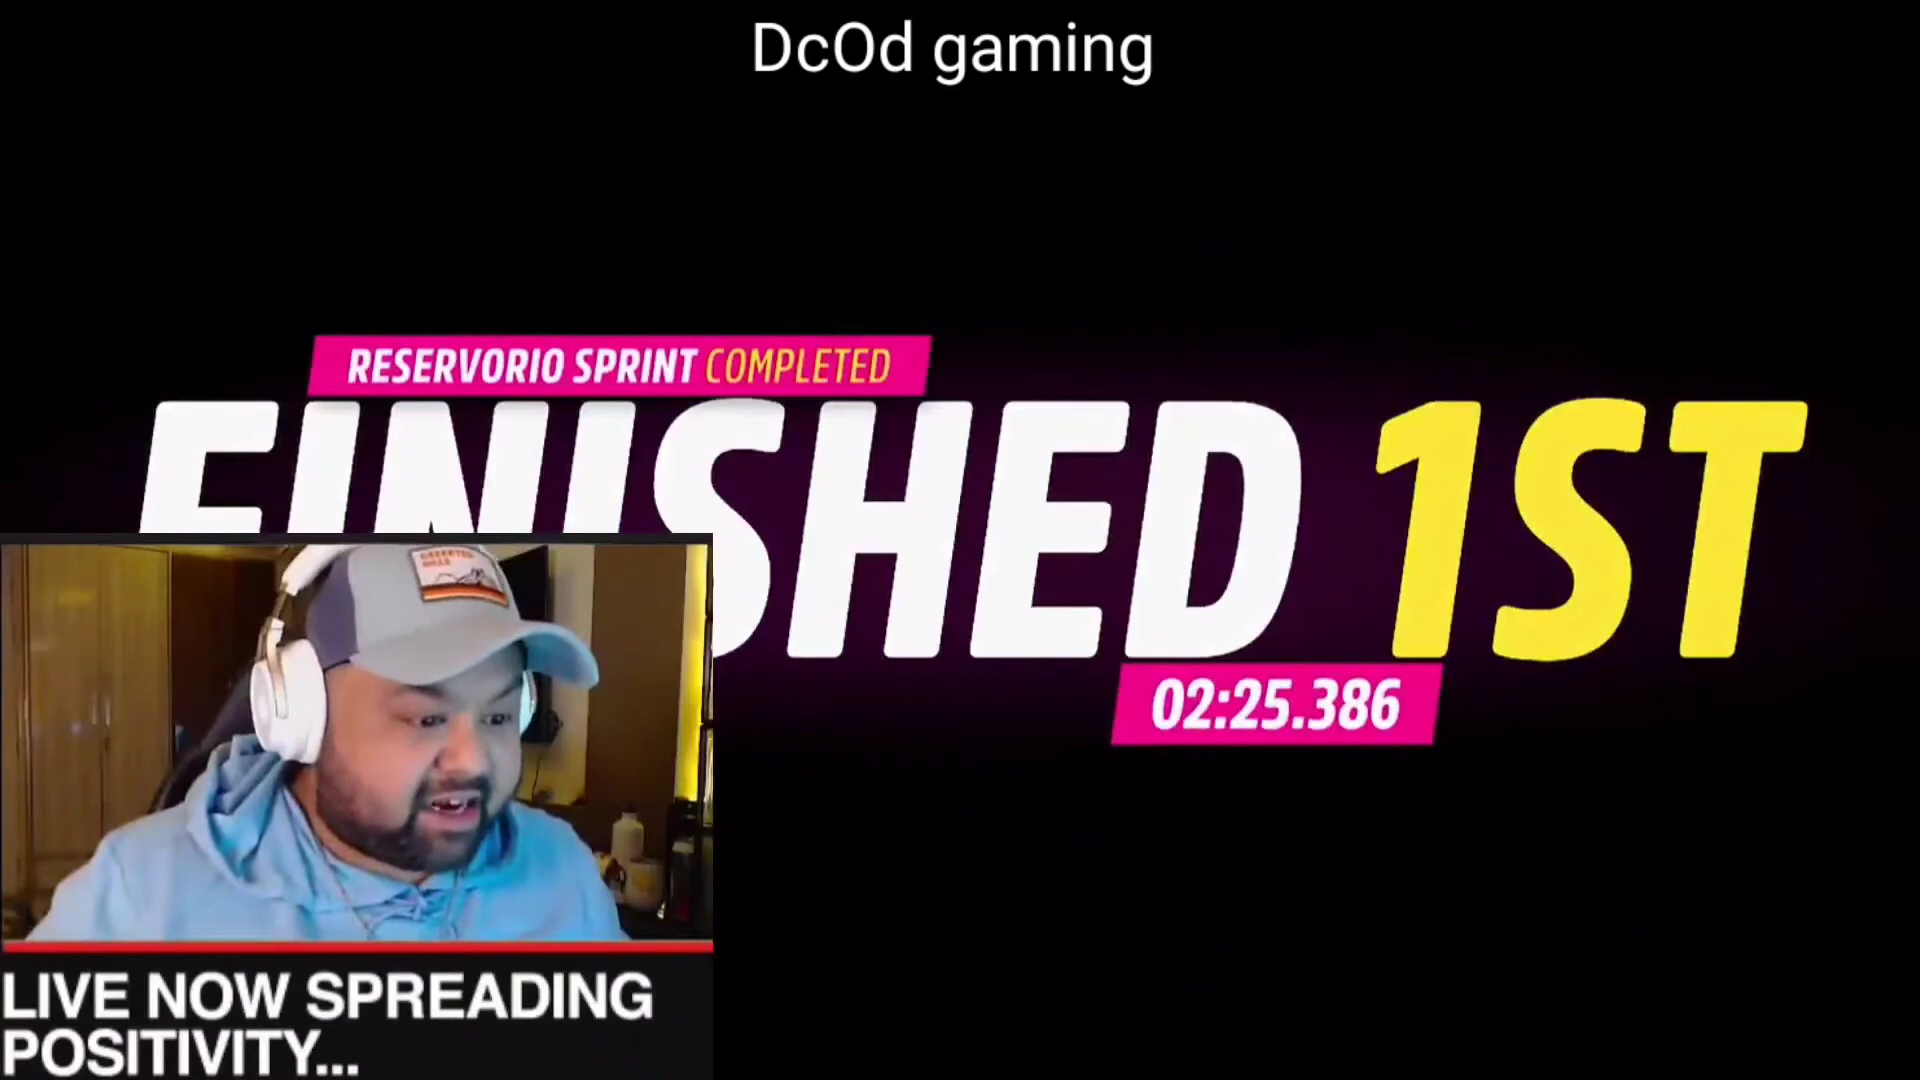 DcOd gaming
RESERVORIO SPRINT COMPLETED
FINISHED 1ST
02:25.386
LIVE NOW SPREADING
POSITIVITY...